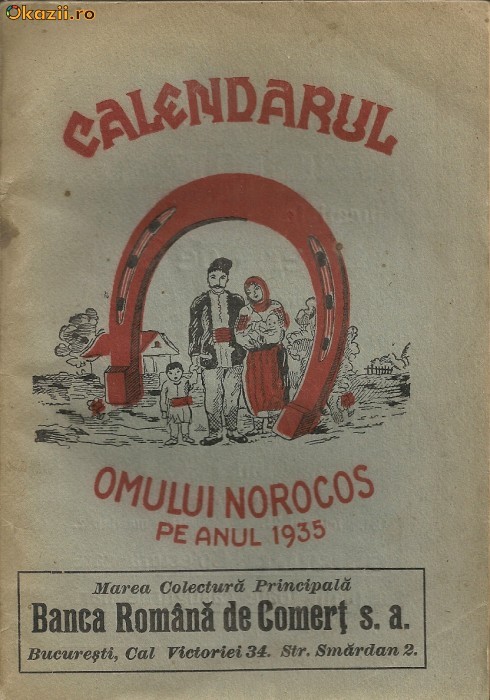 Okazii.ro
CALENDARUL
OMULUI NOROCOS
PE ANUL 1935
Marea Colectură Principală
Banca Română de Comerț s. a.
București, Cal Victoriei 34. Str. Smârdan 2.